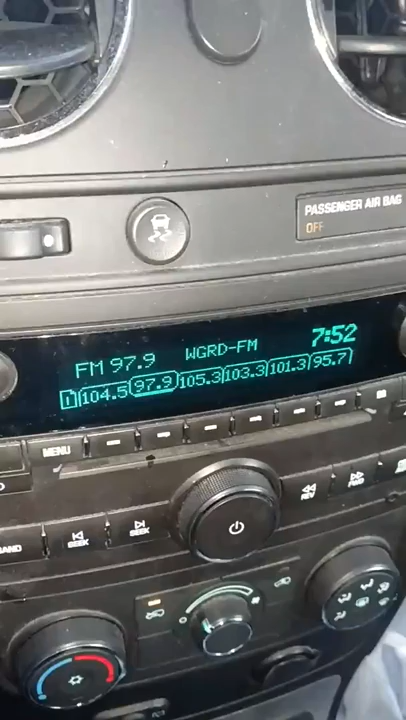 PASSENGER AIR BAG
OFF
7:52
FM 97.9 WGRD-FM
1 104.5 97.9 105.3 103.3 101.3 95.7
MENU
REV
FWD
SEEK
SEEK
BAND